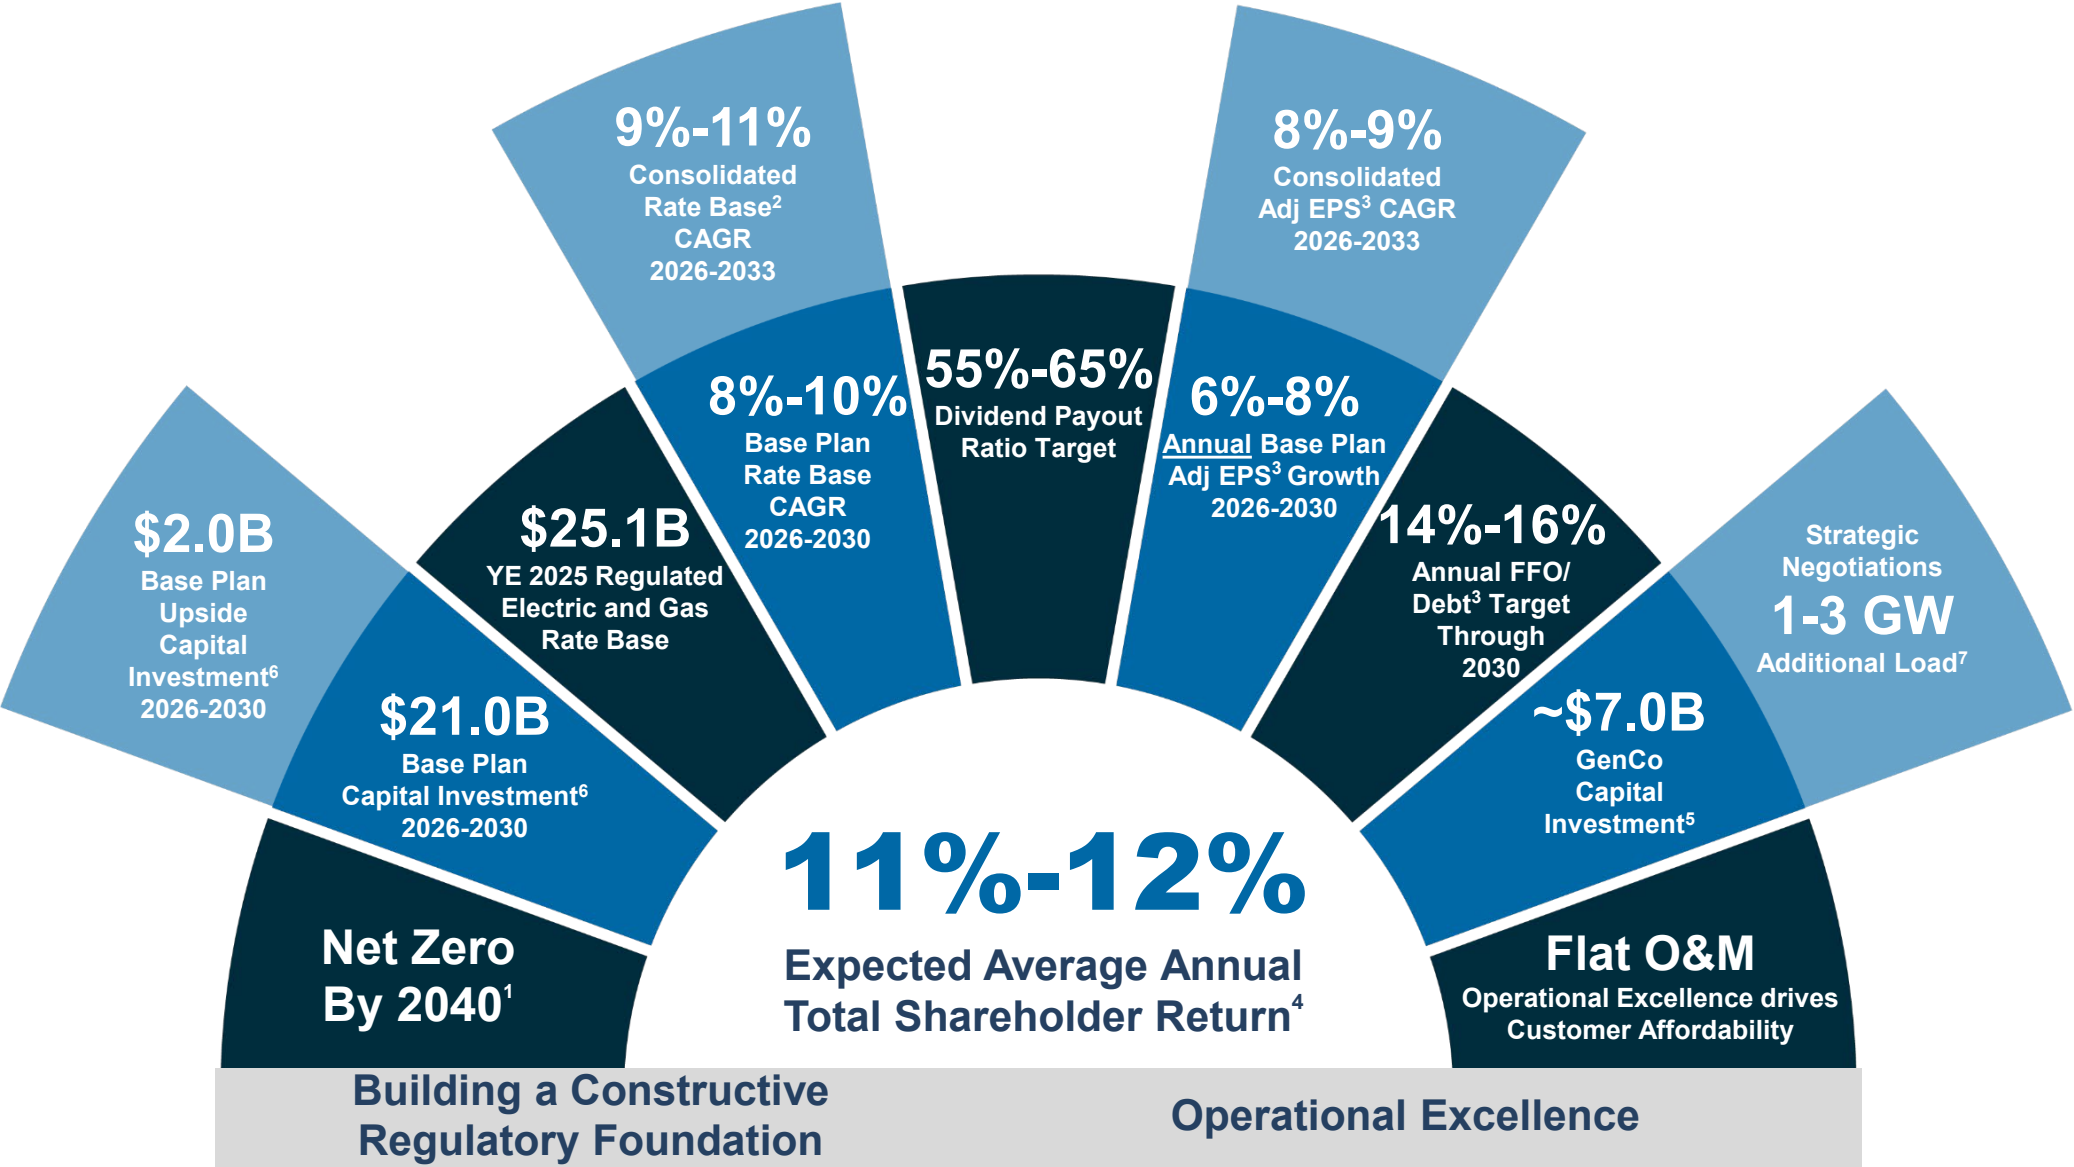 9%-11%
Consolidated
Rate Base²
CAGR
2026-2033
8%-9%
Consolidated
Adj EPS³ CAGR
2026-2033
$2.0B
Base Plan
Upside
Capital
Investment⁶
2026-2030
$21.0B
Base Plan
Capital Investment⁶
2026-2030
$25.1B
YE 2025 Regulated
Electric and Gas
Rate Base
8%-10%
Base Plan
Rate Base
CAGR
2026-2030
55%-65%
Dividend Payout
Ratio Target
6%-8%
Annual Base Plan
Adj EPS³ Growth
2026-2030
14%-16%
Annual FFO/
Debt³ Target
Through
2030
~$7.0B
GenCo
Capital
Investment⁵
Strategic
Negotiations
1-3 GW
Additional Load⁷
Net Zero
By 2040¹
11%-12%
Expected Average Annual
Total Shareholder Return⁴
Flat O&M
Operational Excellence drives
Customer Affordability
Building a Constructive
Regulatory Foundation
Operational Excellence